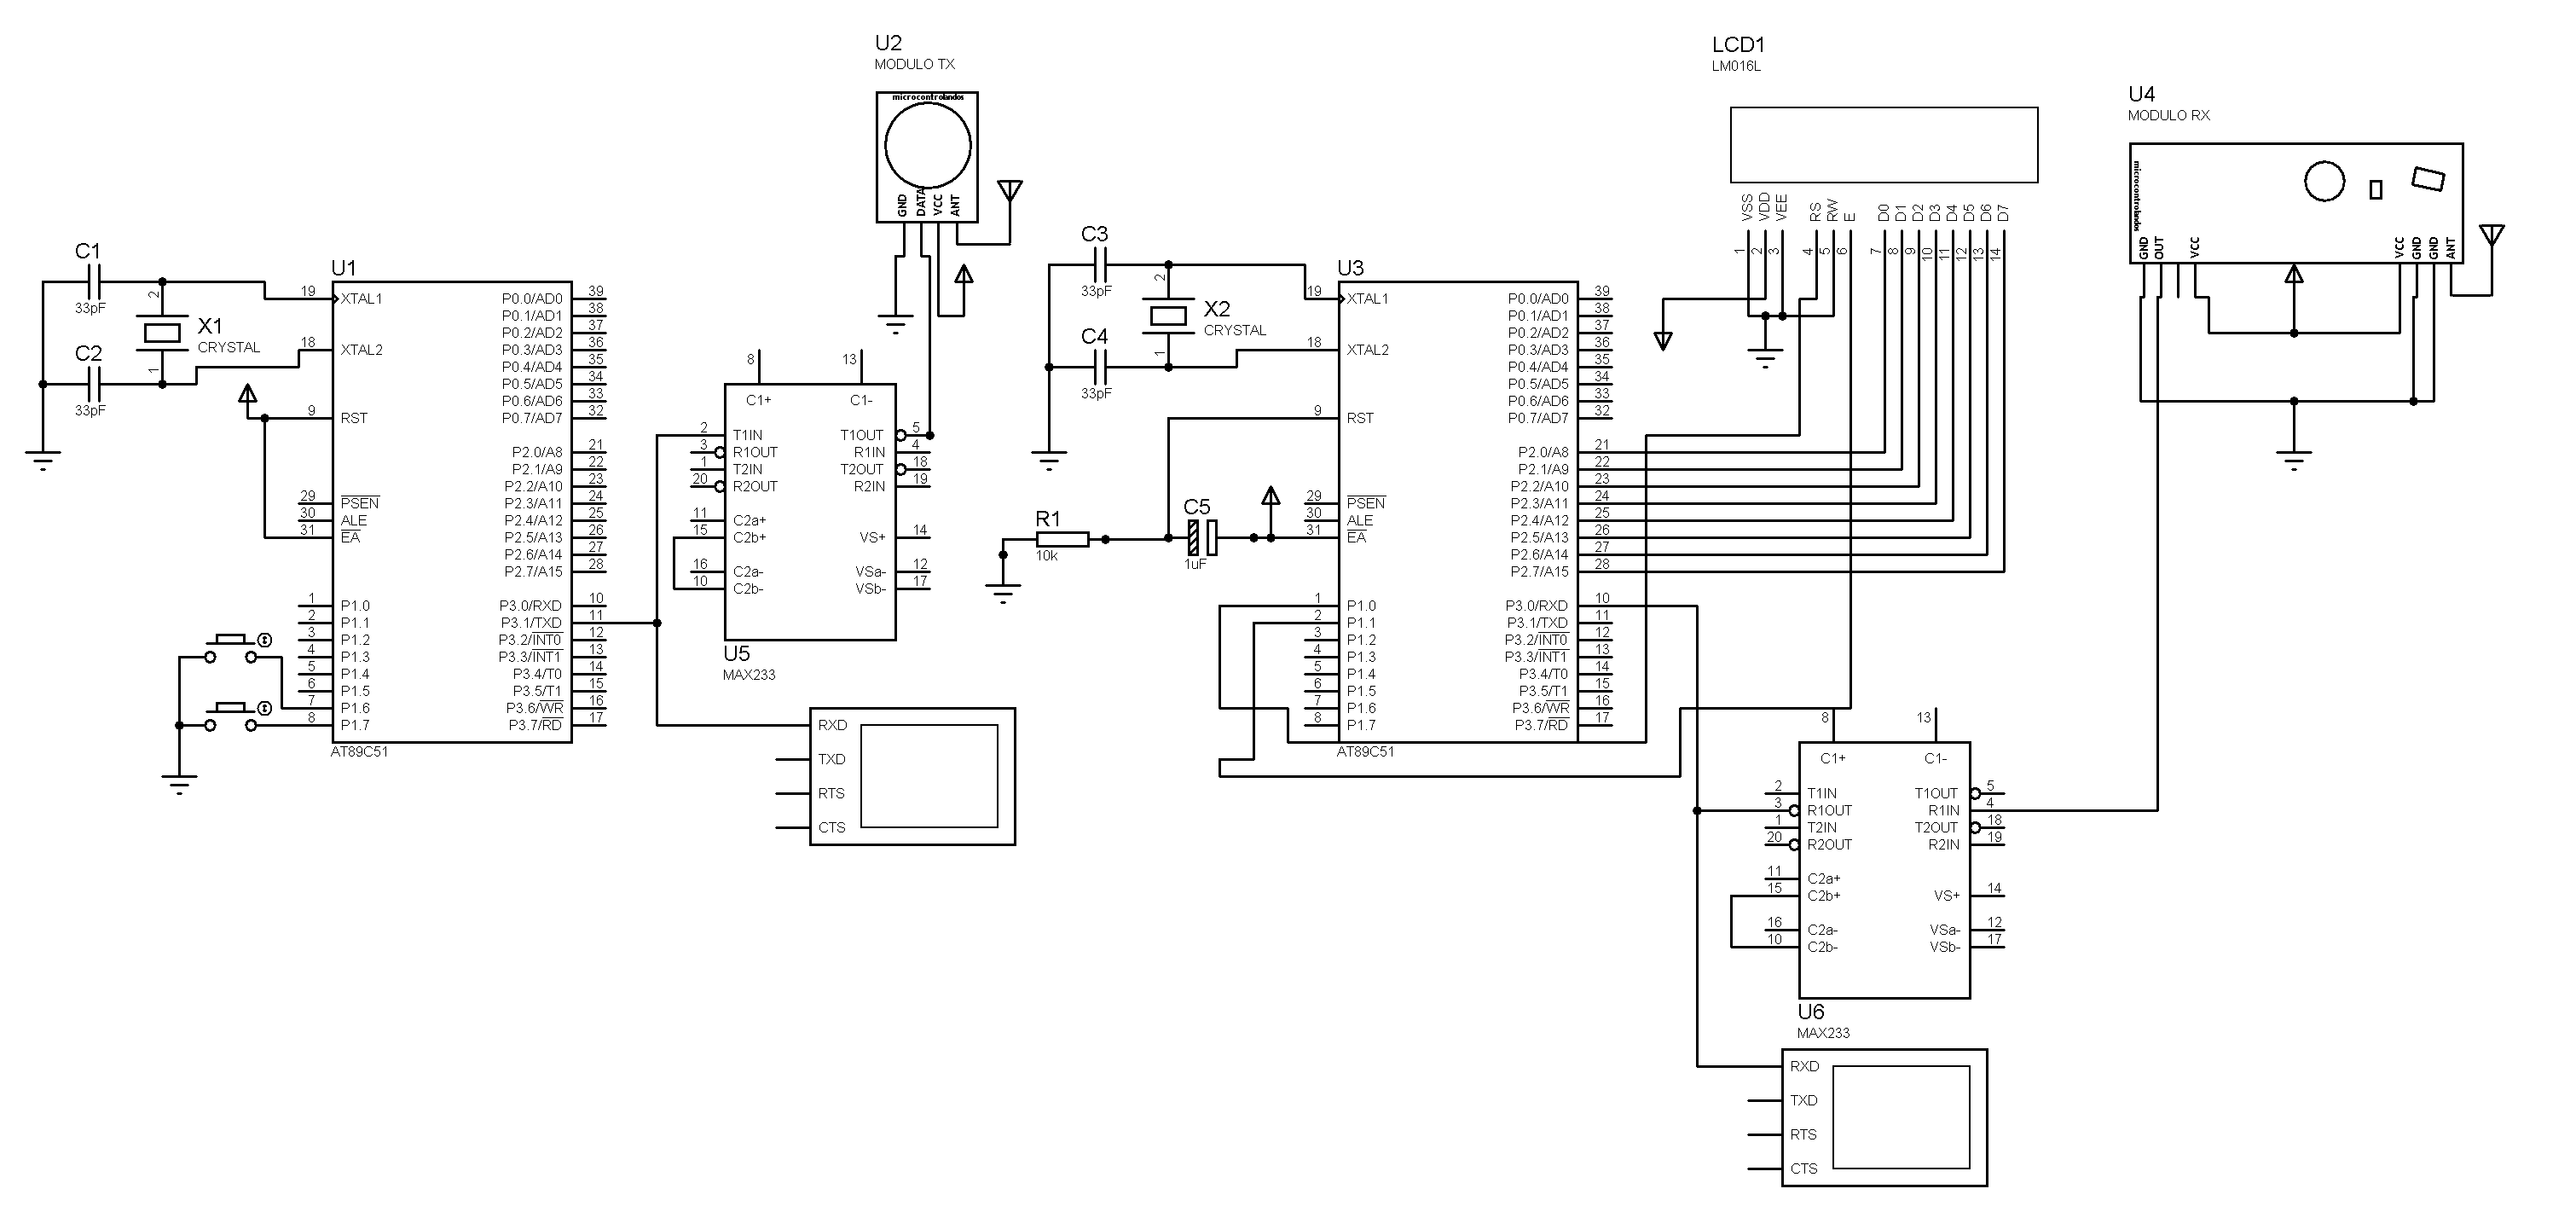 U2
MODULO TX
microcontrolandos
GND
DATA
VCC
ANT
LCD1
LM016L
VSS
VDD
VEE
RS
RW
E
D0
D1
D2
D3
D4
D5
D6
D7
1
2
3
4
5
6
7
8
9
10
11
12
13
14
U4
MODULO RX
microcontrolandos
GND
OUT
VCC
VCC
GND
GND
ANT
C1
33pF
C2
33pF
2
1
X1
CRYSTAL
U1
19 XTAL1
18 XTAL2
9 RST
29 PSEN
30 ALE
31 EA
1 P1.0
2 P1.1
3 P1.2
4 P1.3
5 P1.4
6 P1.5
7 P1.6
8 P1.7
P0.0/AD0 39
P0.1/AD1 38
P0.2/AD2 37
P0.3/AD3 36
P0.4/AD4 35
P0.5/AD5 34
P0.6/AD6 33
P0.7/AD7 32
P2.0/A8 21
P2.1/A9 22
P2.2/A10 23
P2.3/A11 24
P2.4/A12 25
P2.5/A13 26
P2.6/A14 27
P2.7/A15 28
P3.0/RXD 10
P3.1/TXD 11
P3.2/INT0 12
P3.3/INT1 13
P3.4/T0 14
P3.5/T1 15
P3.6/WR 16
P3.7/RD 17
AT89C51
8
13
C1+
C1-
2 T1IN
3 R1OUT
1 T2IN
20 R2OUT
11 C2a+
15 C2b+
16 C2a-
10 C2b-
T1OUT 5
R1IN 4
T2OUT 18
R2IN 19
VS+ 14
VSa- 12
VSb- 17
U5
MAX233
RXD
TXD
RTS
CTS
C3
33pF
C4
33pF
2
1
X2
CRYSTAL
R1
10k
C5
1uF
U3
19 XTAL1
18 XTAL2
9 RST
29 PSEN
30 ALE
31 EA
1 P1.0
2 P1.1
3 P1.2
4 P1.3
5 P1.4
6 P1.5
7 P1.6
8 P1.7
P0.0/AD0 39
P0.1/AD1 38
P0.2/AD2 37
P0.3/AD3 36
P0.4/AD4 35
P0.5/AD5 34
P0.6/AD6 33
P0.7/AD7 32
P2.0/A8 21
P2.1/A9 22
P2.2/A10 23
P2.3/A11 24
P2.4/A12 25
P2.5/A13 26
P2.6/A14 27
P2.7/A15 28
P3.0/RXD 10
P3.1/TXD 11
P3.2/INT0 12
P3.3/INT1 13
P3.4/T0 14
P3.5/T1 15
P3.6/WR 16
P3.7/RD 17
AT89C51
8
13
C1+
C1-
2 T1IN
3 R1OUT
1 T2IN
20 R2OUT
11 C2a+
15 C2b+
16 C2a-
10 C2b-
T1OUT 5
R1IN 4
T2OUT 18
R2IN 19
VS+ 14
VSa- 12
VSb- 17
U6
MAX233
RXD
TXD
RTS
CTS